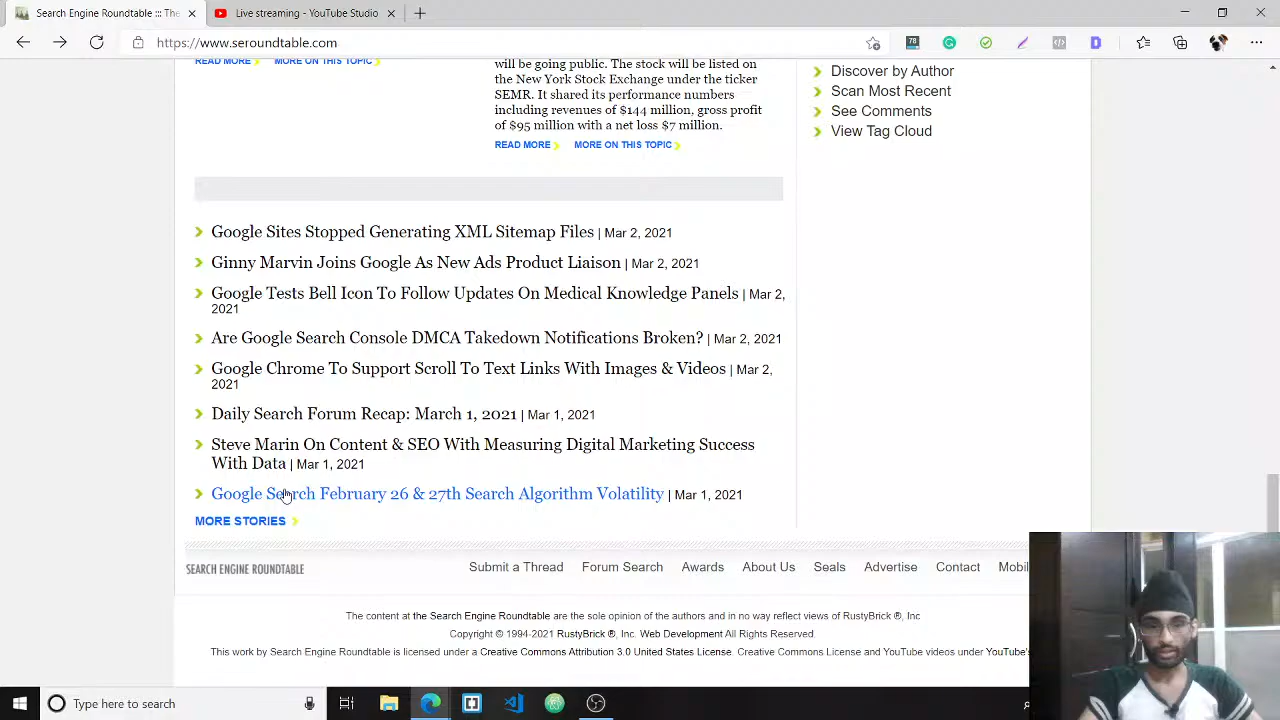 Search Engine Roundtable ::: The
Live streaming - YouTube Studio
https://www.seroundtable.com
78
READ MORE
MORE ON THIS TOPIC
will be going public. The stock will be listed
on the New York Stock Exchange under the ticker
SEMR. It shared its performance numbers
including revenues of $144 million, gross profit
of $95 million with a net loss $7 million.
READ MORE
MORE ON THIS TOPIC
Discover by Author
Scan Most Recent
See Comments
View Tag Cloud
Google Sites Stopped Generating XML Sitemap Files | Mar 2, 2021
Ginny Marvin Joins Google As New Ads Product Liaison | Mar 2, 2021
Google Tests Bell Icon To Follow Updates On Medical Knowledge Panels | Mar 2,
2021
Are Google Search Console DMCA Takedown Notifications Broken? | Mar 2, 2021
Google Chrome To Support Scroll To Text Links With Images & Videos | Mar 2,
2021
Daily Search Forum Recap: March 1, 2021 | Mar 1, 2021
Steve Marin On Content & SEO With Measuring Digital Marketing Success
With Data | Mar 1, 2021
Google Search February 26 & 27th Search Algorithm Volatility | Mar 1, 2021
MORE STORIES
SEARCH ENGINE ROUNDTABLE
Submit a Thread
Forum Search
Awards
About Us
Seals
Advertise
Contact
Mobil
The content at the Search Engine Roundtable are the sole opinion of the authors and in no way reflect views of RustyBrick ®, Inc
Copyright © 1994-2021 RustyBrick ®, Inc. Web Development All Rights Reserved.
This work by Search Engine Roundtable is licensed under a Creative Commons Attribution 3.0 United States License. Creative Commons License and YouTube videos under YouTube's
Type here to search